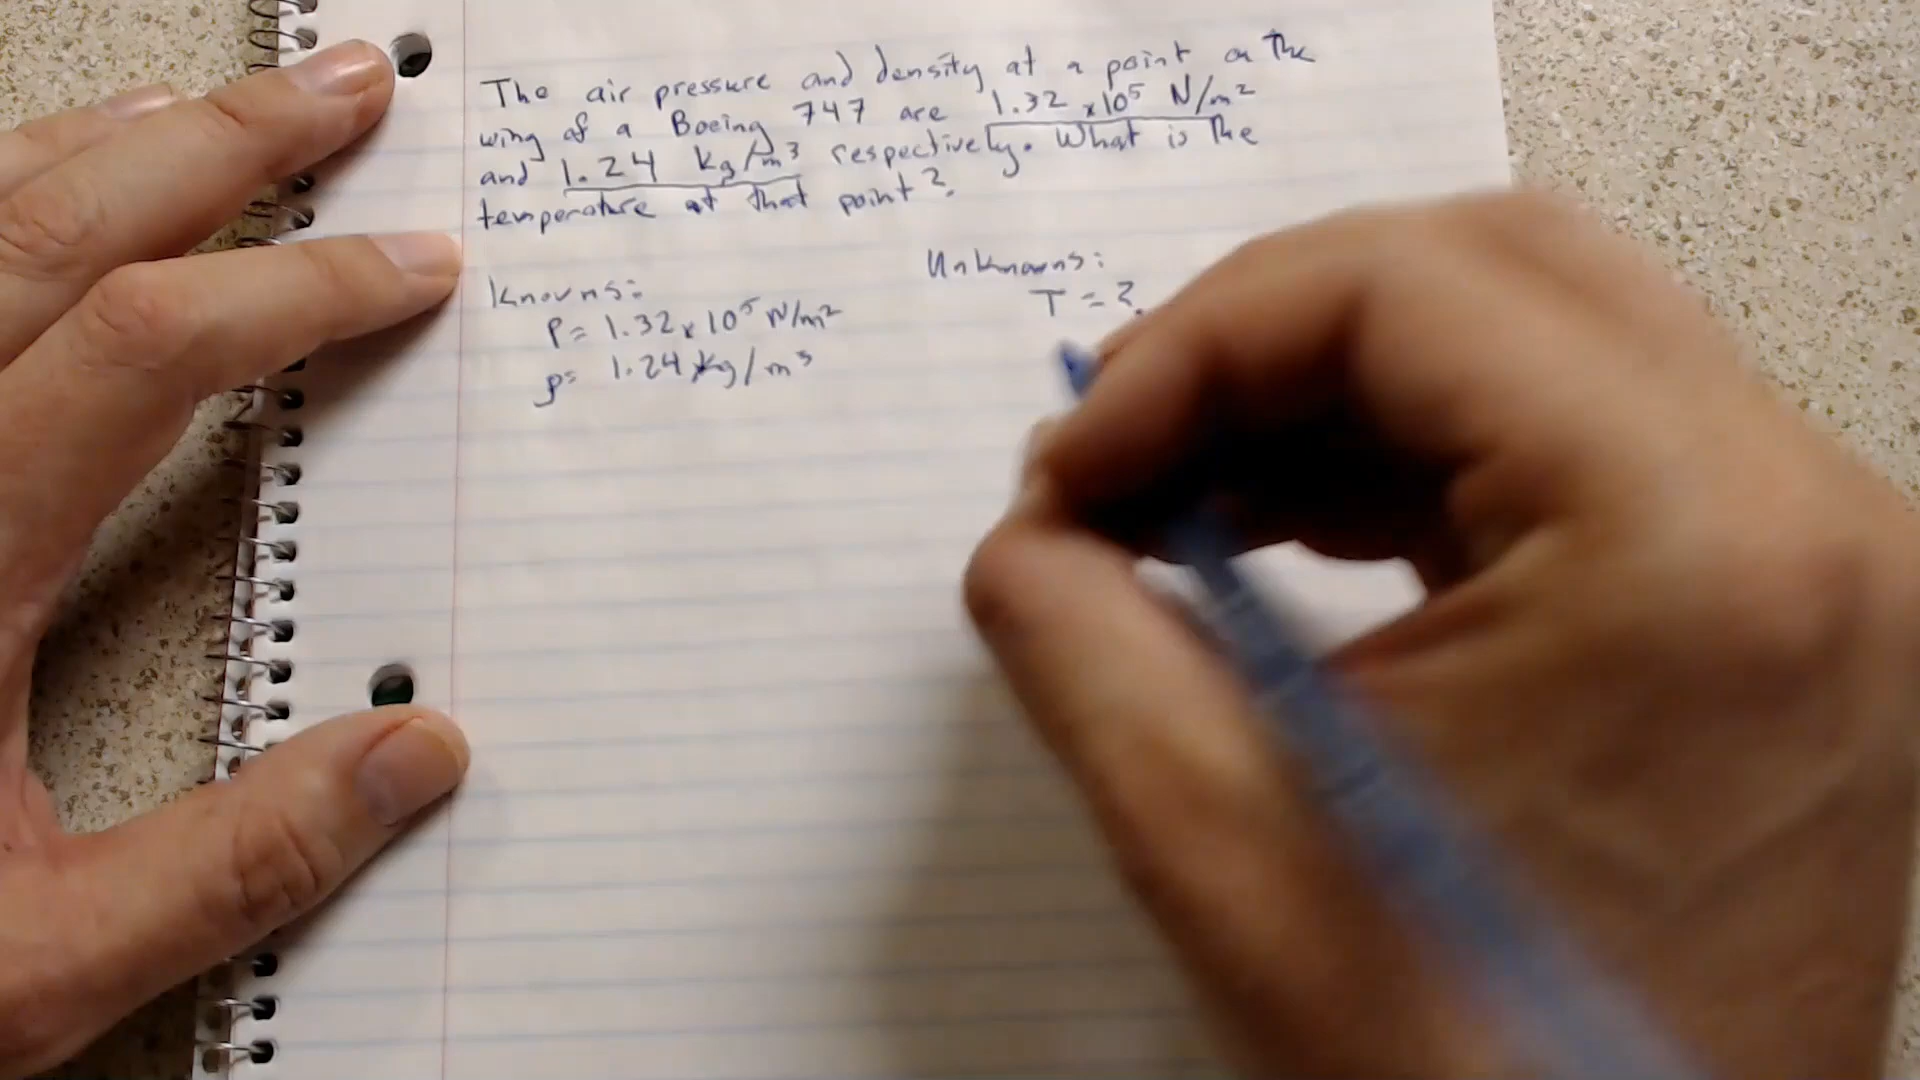 The air pressure and density at a point on the
wing of a Boeing 747 are 1.32 x10⁵ N/m²
and 1.24 kg/m³ respectively. What is the
temperature at that point?
Knowns:
P= 1.32 x 10⁵ N/m²
ρ= 1.24 kg/m³
Unknowns:
T = ?